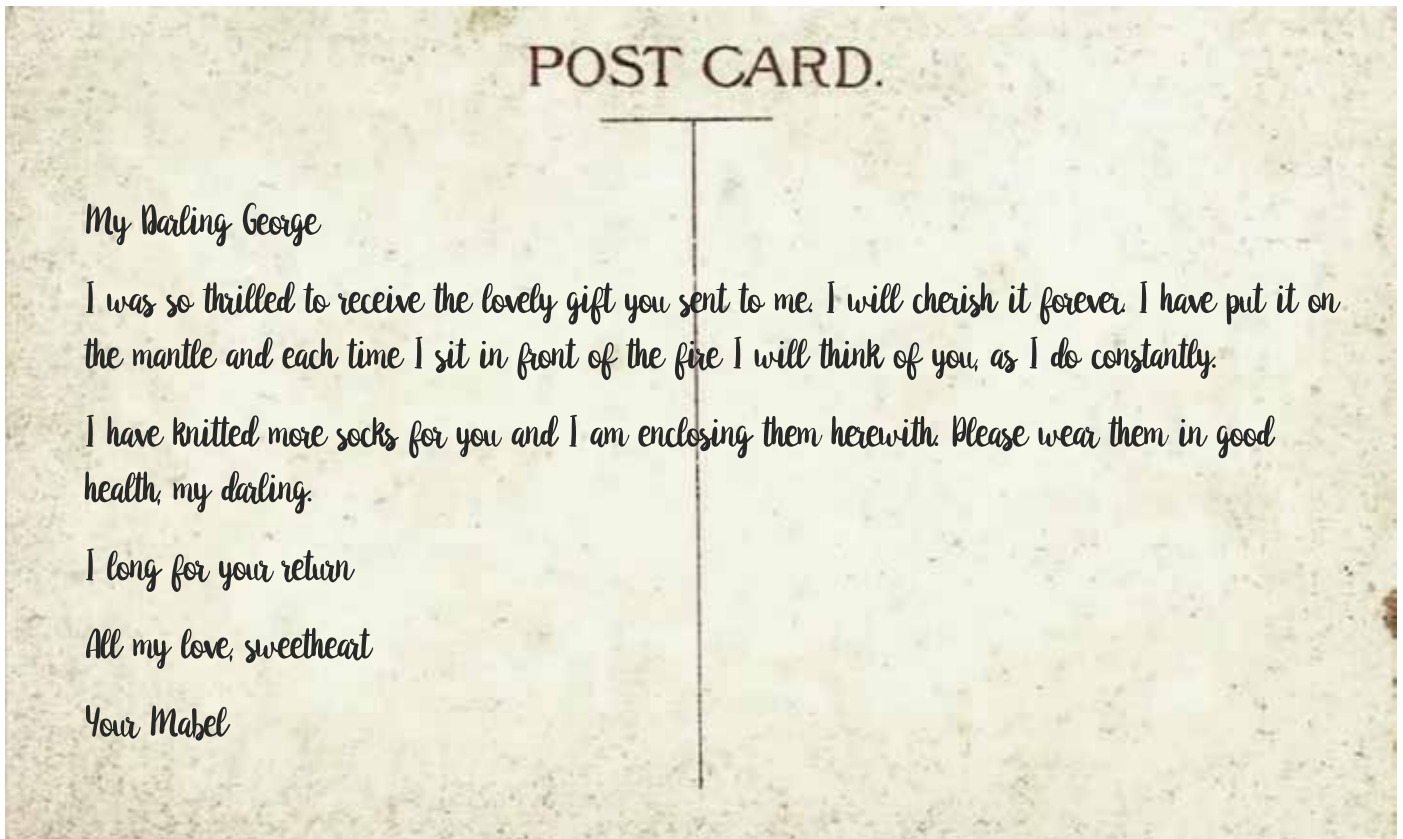 POST CARD.
My Darling George
I was so thrilled to receive the lovely gift you sent to me. I will cherish it forever. I have put it on
the mantle and each time I sit in front of the fire I will think of you, as I do constantly.
I have knitted more socks for you and I am enclosing them herewith. Please wear them in good
health, my darling.
I long for your return
All my love, sweetheart
Your Mabel